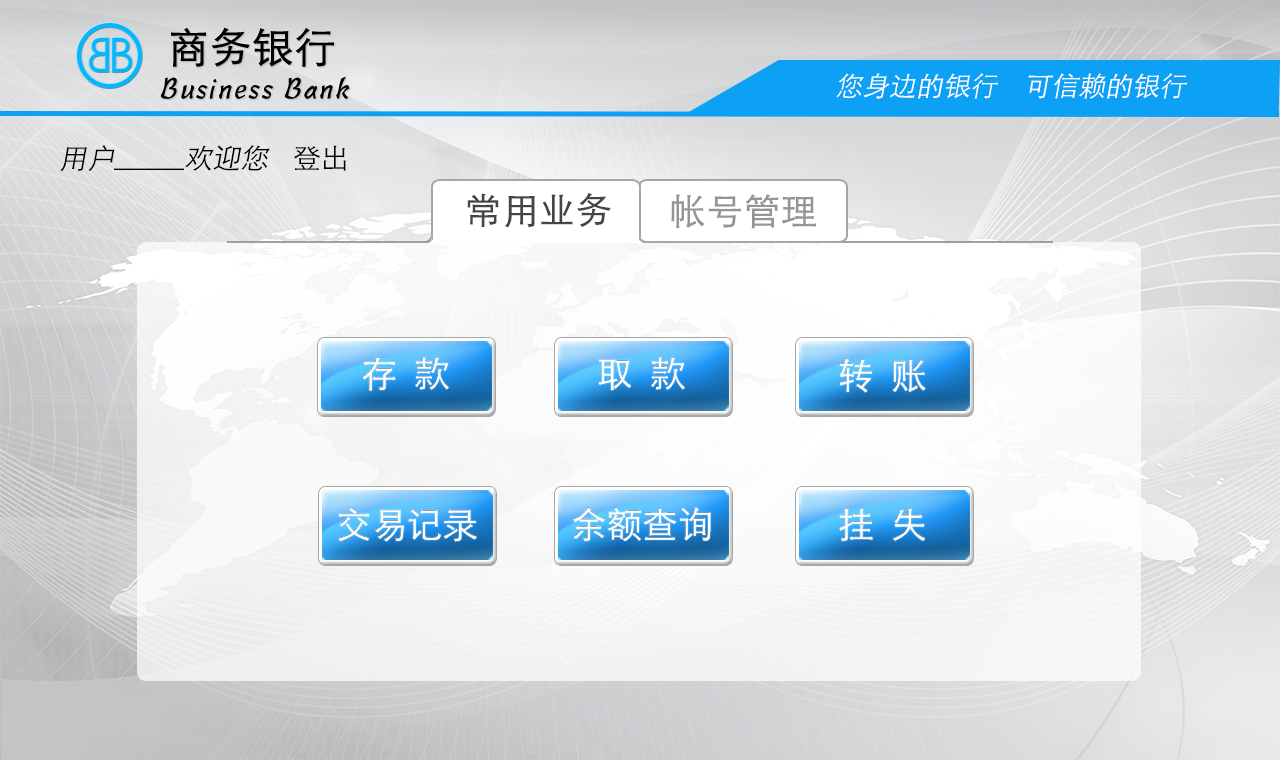 商务银行
Business Bank
您身边的银行 可信赖的银行
用户_____欢迎您 登出
常用业务 帐号管理
存 款 取 款 转 账
交易记录 余额查询 挂 失